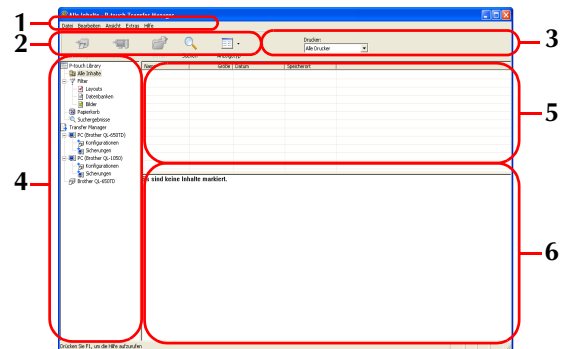 Alle Inhalte - P-touch Transfer Manager
1
Datei Bearbeiten Ansicht Extras Hilfe
2
3
Drucker:
Alle Drucker
Suchen
P-touch Library
Alle Inhalte
Filter
Layouts
Datenbanken
Bilder
Papierkorb
Suchergebnisse
Transfer Manager
PC (Brother QL-650TD)
Konfigurationen
Sicherungen
PC (Brother QL-1050)
Konfigurationen
Sicherungen
Brother QL-650TD
4
Name Größe Datum Speicherort
5
s sind keine Inhalte markiert.
6
Drücken Sie F1, um die Hilfe aufzurufen